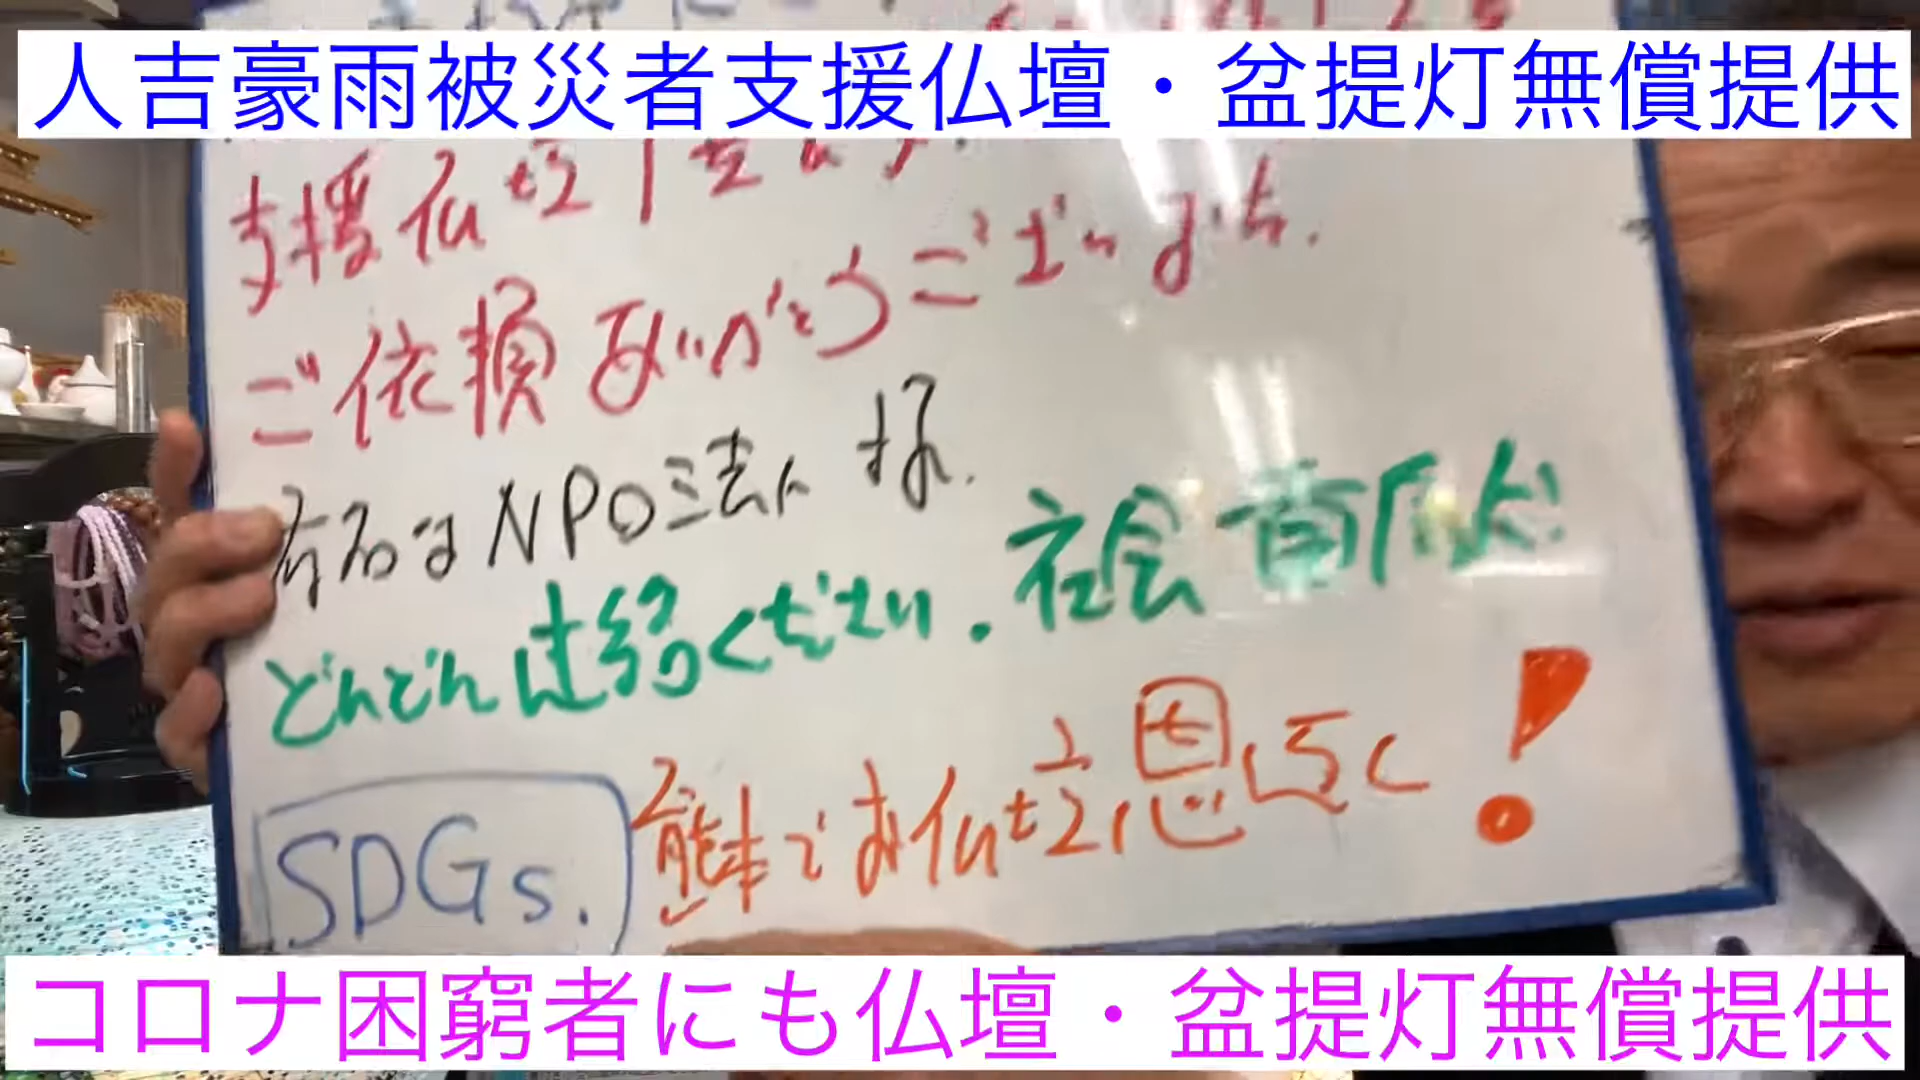 人吉豪雨被災者支援仏壇・盆提灯無償提供
支援仏壇
ご依頼ありがとうございます.
有名なNPO法人 様.
どんどん連絡ください. 社会貢献
熊本でお仏壇恩返し!
SDGs.
コロナ困窮者にも仏壇・盆提灯無償提供